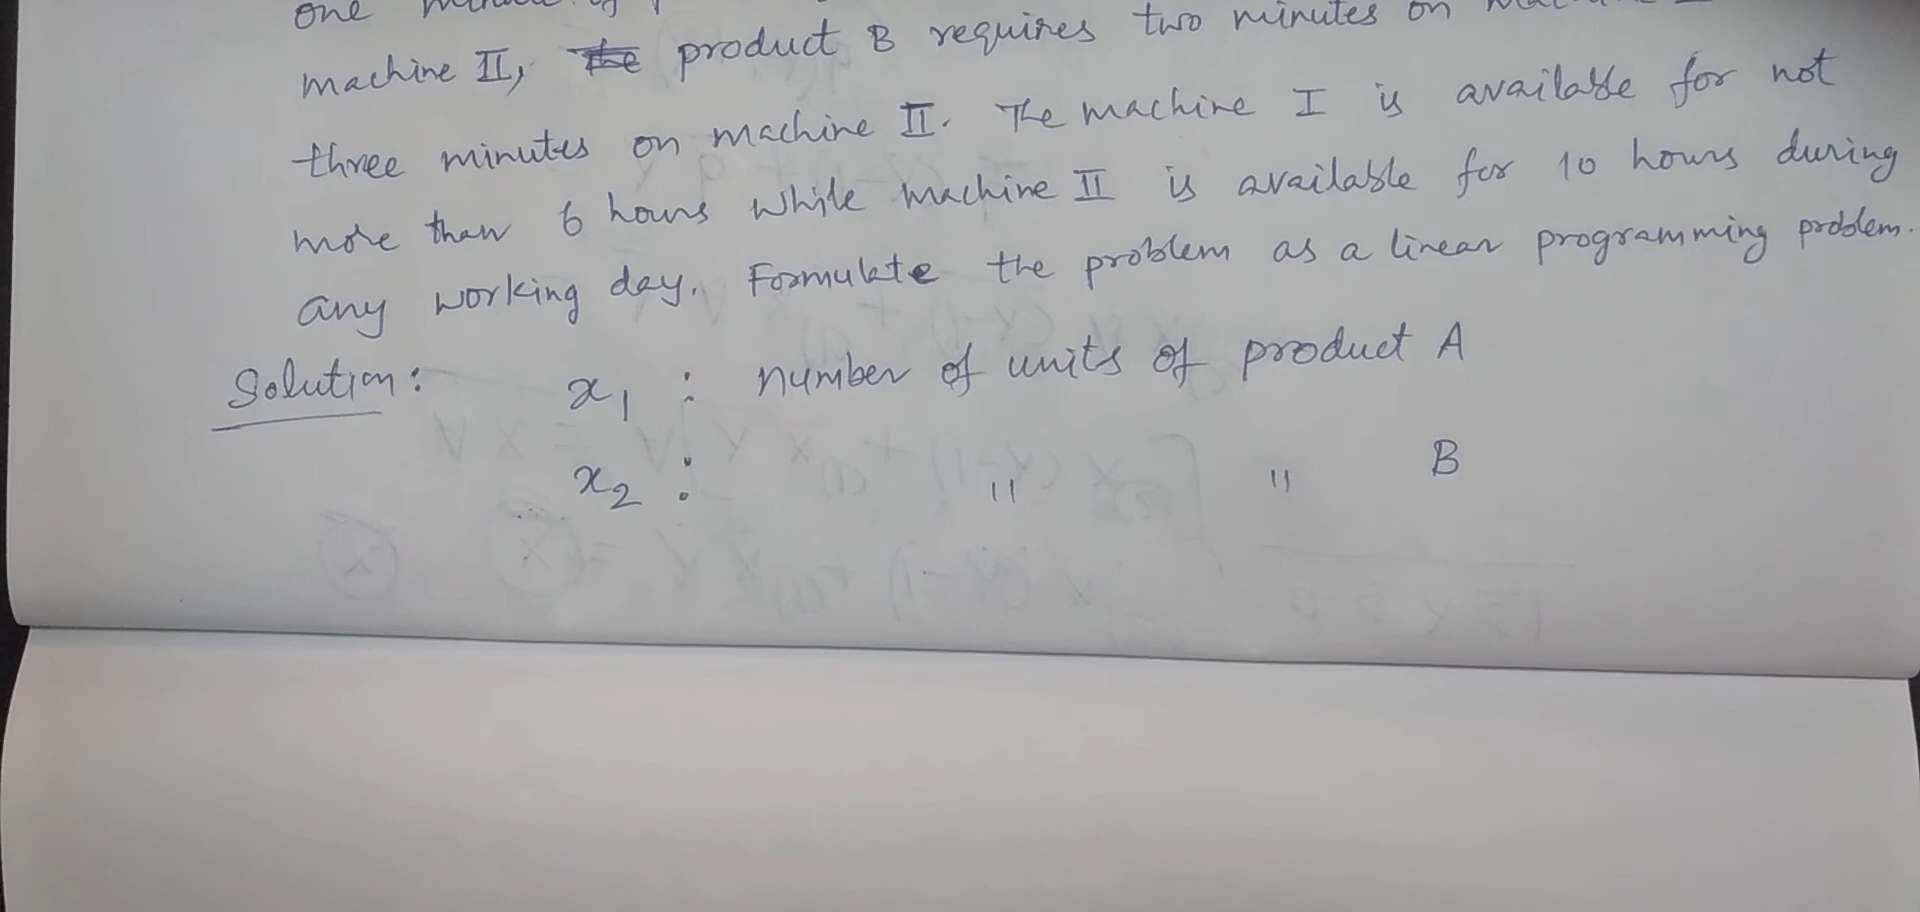 one
machine II, The product B requires two minutes on
three minutes on machine II. The machine I is available for not
more than 6 hours while machine II is available for 10 hours during
any working day. Formulate the problem as a linear programming problem.
Solution: x₁ : number of units of product A
x₂ : " " B